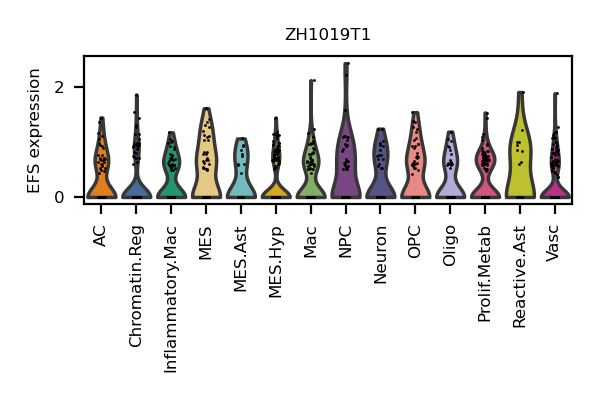 ZH1019T1
EFS expression
2
0
AC
Chromatin.Reg
Inflammatory.Mac
MES
MES.Ast
MES.Hyp
Mac
NPC
Neuron
OPC
Oligo
Prolif.Metab
Reactive.Ast
Vasc